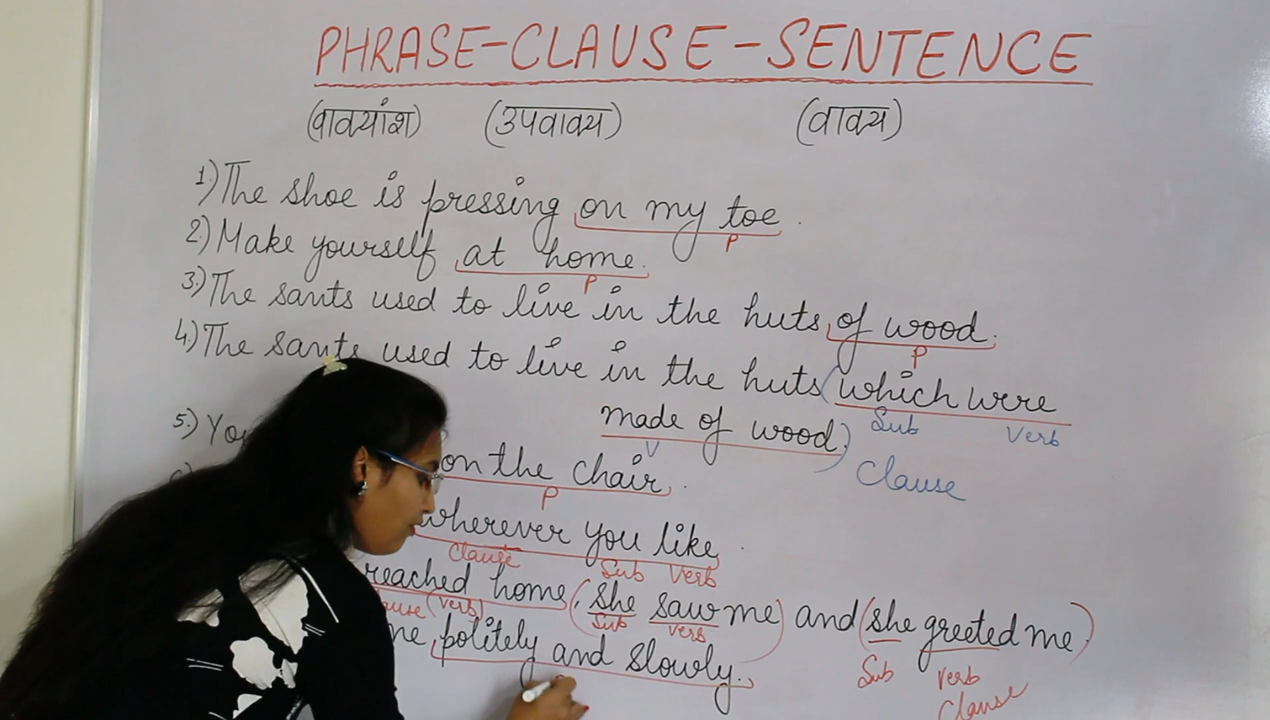 PHRASE-CLAUSE-SENTENCE
(वाक्यांश) (उपवाक्य) (वाक्य)
1.) The shoe is pressing on my toe.
P
2.) Make yourself at home.
P
3.) The sants used to live in the huts of wood.
P
4.) The sants used to live in the huts (which were
Sub Verb
made of wood.)
V
Clause
5.) You on the chair.
P
wherever you like.
Clause Sub Verb
reached home, (she saw me) and (she greeted me.)
(verb) Sub verb Sub verb
Clause
politely and slowly.